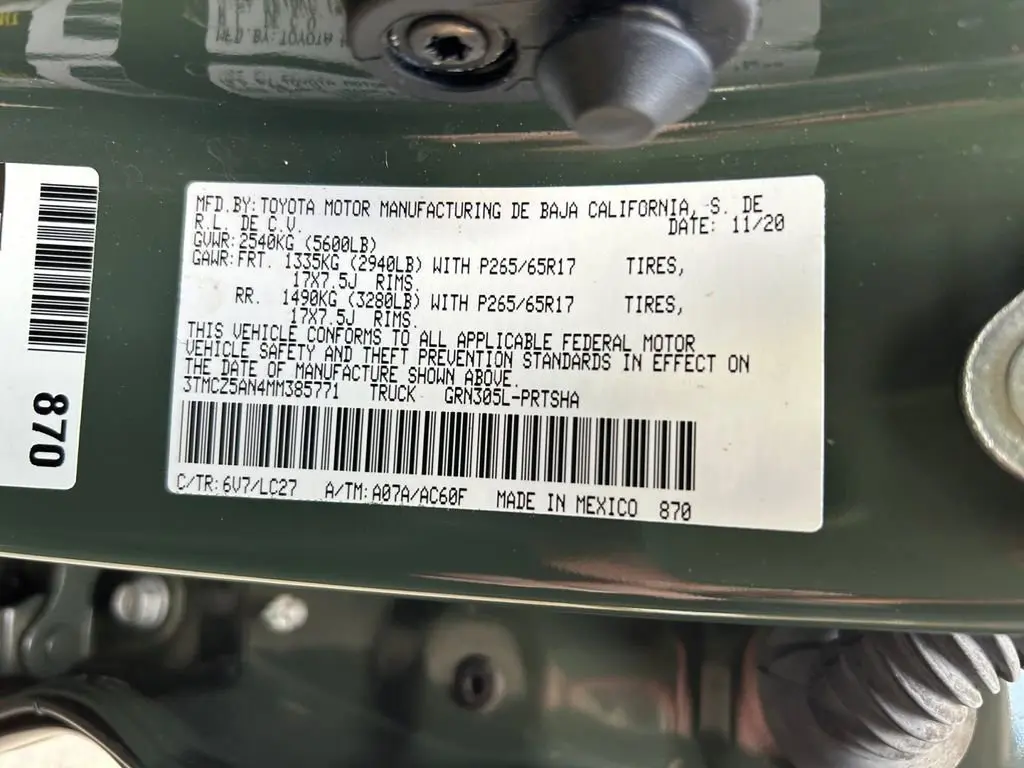 MFD.BY:TOYOTA MOTOR MANUFACTURING DE BAJA CALIFORNIA, S. DE
R.L. DE C.V. DATE: 11/20
GVWR:2540KG (5600LB)
GAWR:FRT. 1335KG (2940LB) WITH P265/65R17 TIRES,
17X7.5J RIMS.
RR. 1490KG (3280LB) WITH P265/65R17 TIRES,
17X7.5J RIMS.
THIS VEHICLE CONFORMS TO ALL APPLICABLE FEDERAL MOTOR
VEHICLE SAFETY AND THEFT PREVENTION STANDARDS IN EFFECT ON
THE DATE OF MANUFACTURE SHOWN ABOVE.
3TMCZ5AN4MM385771 TRUCK GRN305L-PRTSHA
C/TR:6V7/LC27 A/TM:A07A/AC60F MADE IN MEXICO 870
870